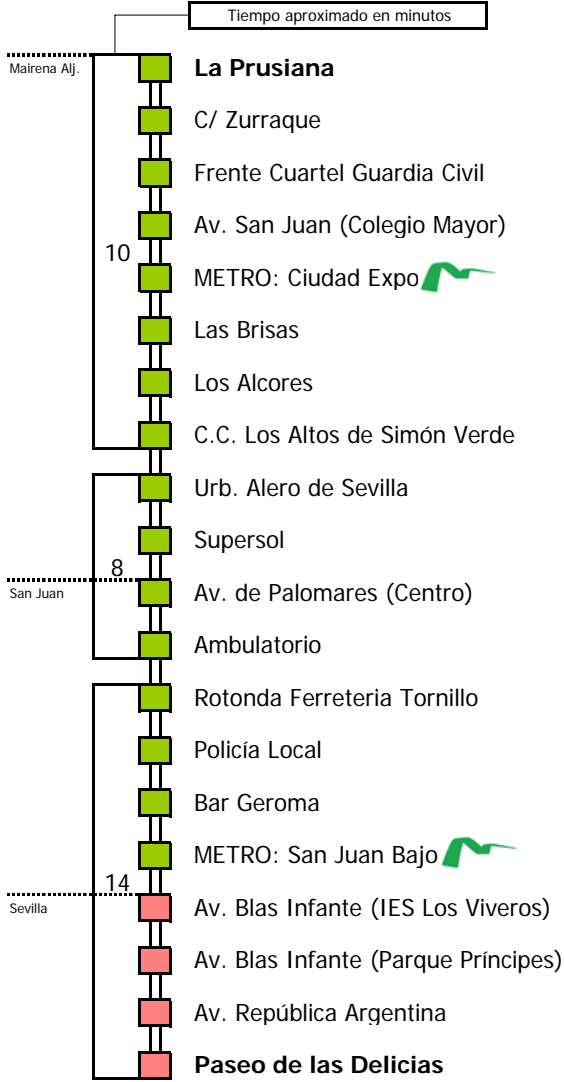 Tiempo aproximado en minutos
Mairena Alj.
La Prusiana
C/ Zurraque
Frente Cuartel Guardia Civil
Av. San Juan (Colegio Mayor)
10
METRO: Ciudad Expo
Las Brisas
Los Alcores
C.C. Los Altos de Simón Verde
Urb. Alero de Sevilla
Supersol
8
San Juan
Av. de Palomares (Centro)
Ambulatorio
Rotonda Ferreteria Tornillo
Policía Local
Bar Geroma
METRO: San Juan Bajo
14
Sevilla
Av. Blas Infante (IES Los Viveros)
Av. Blas Infante (Parque Príncipes)
Av. República Argentina
Paseo de las Delicias